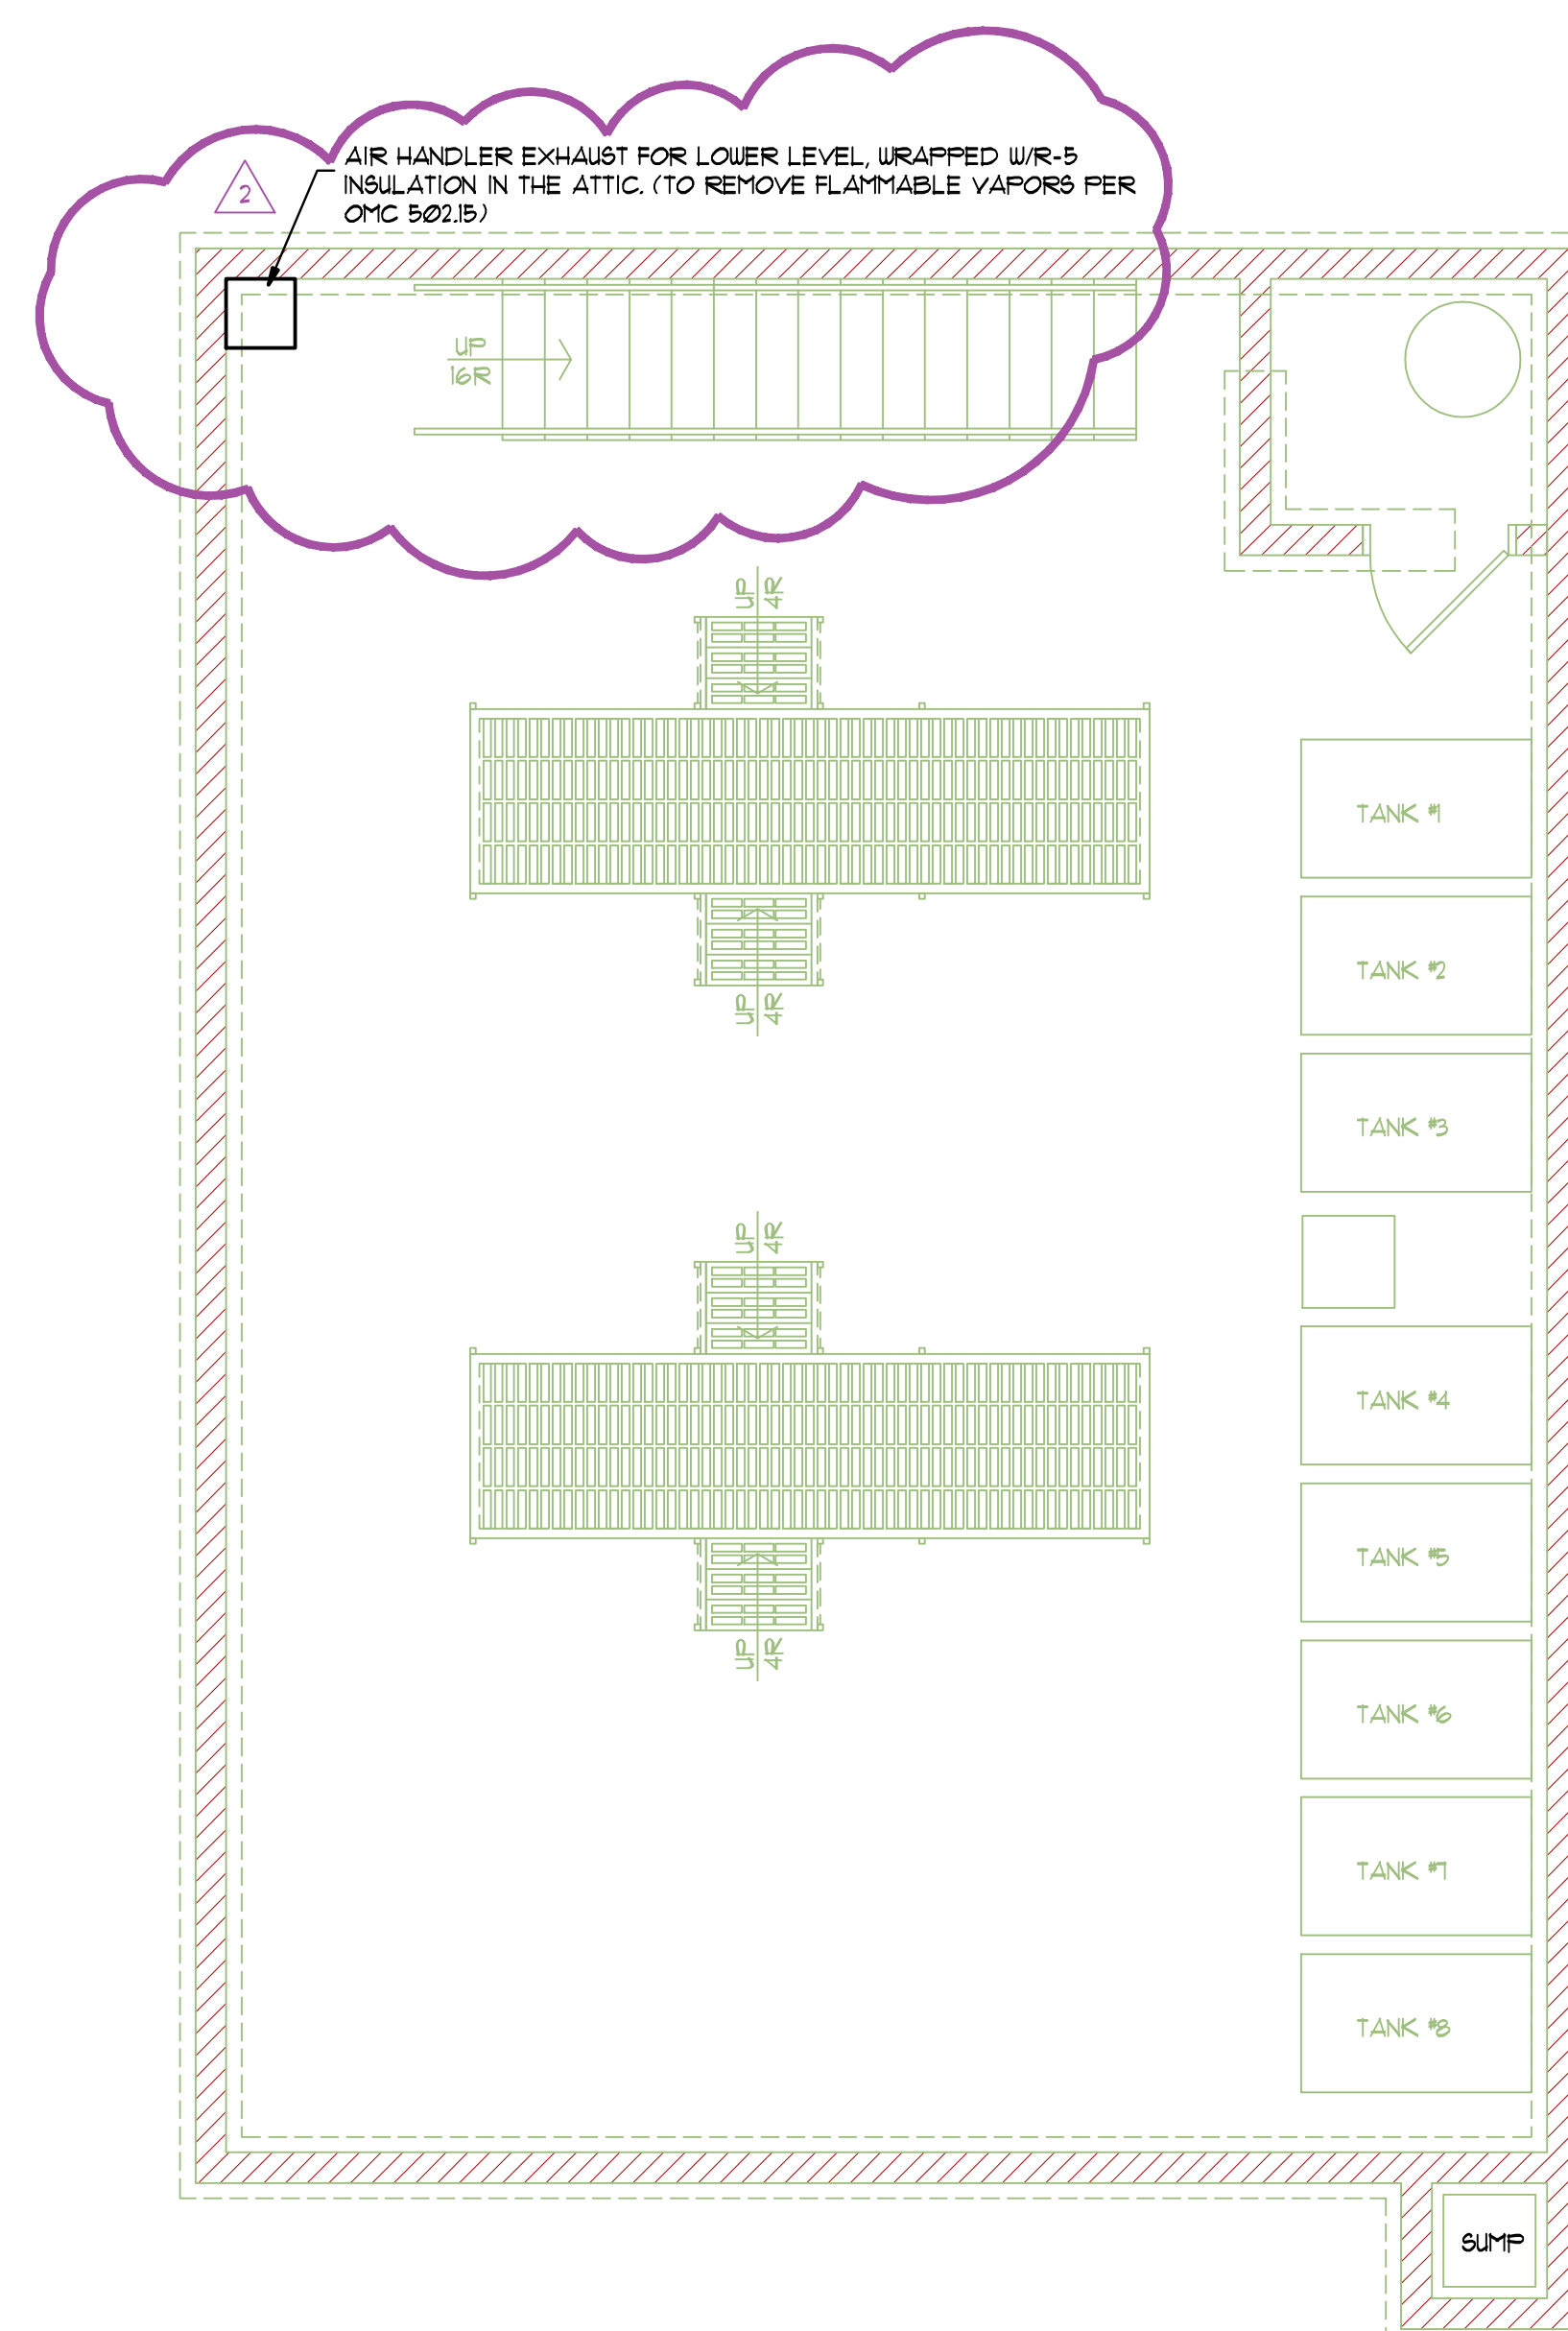 2
AIR HANDLER EXHAUST FOR LOWER LEVEL, WRAPPED W/R-5
INSULATION IN THE ATTIC. (TO REMOVE FLAMMABLE VAPORS PER
OMC 502.15)
UP
16R
UP
4R
TANK #1
TANK #2
UP
4R
TANK #3
UP
4R
TANK #4
TANK #5
UP
4R
TANK #6
TANK #7
TANK #8
SUMP